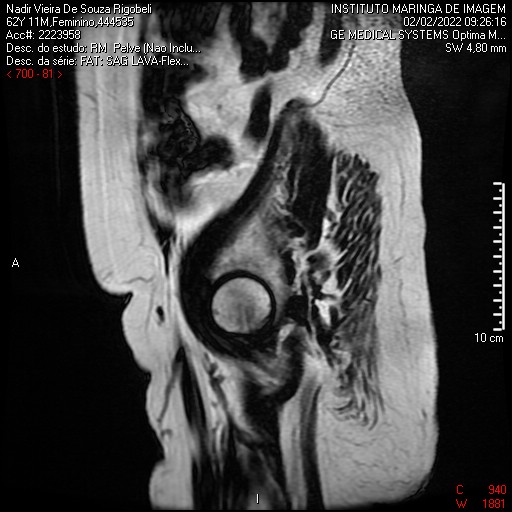 Nadir Vieira De Souza Rigobeli
62Y 11M,Feminino,444535
Acc#: 2223958
Desc. do estudo: RM Pelve (Nao Inclu...
Desc. da série: FAT: SAG LAVA-Flex...
< 700 - 81 >
INSTITUTO MARINGA DE IMAGEM
02/02/2022 09:26:16
GE MEDICAL SYSTEMS Optima M...
SW 4,80 mm
A
10 cm
I
C 940
W 1881